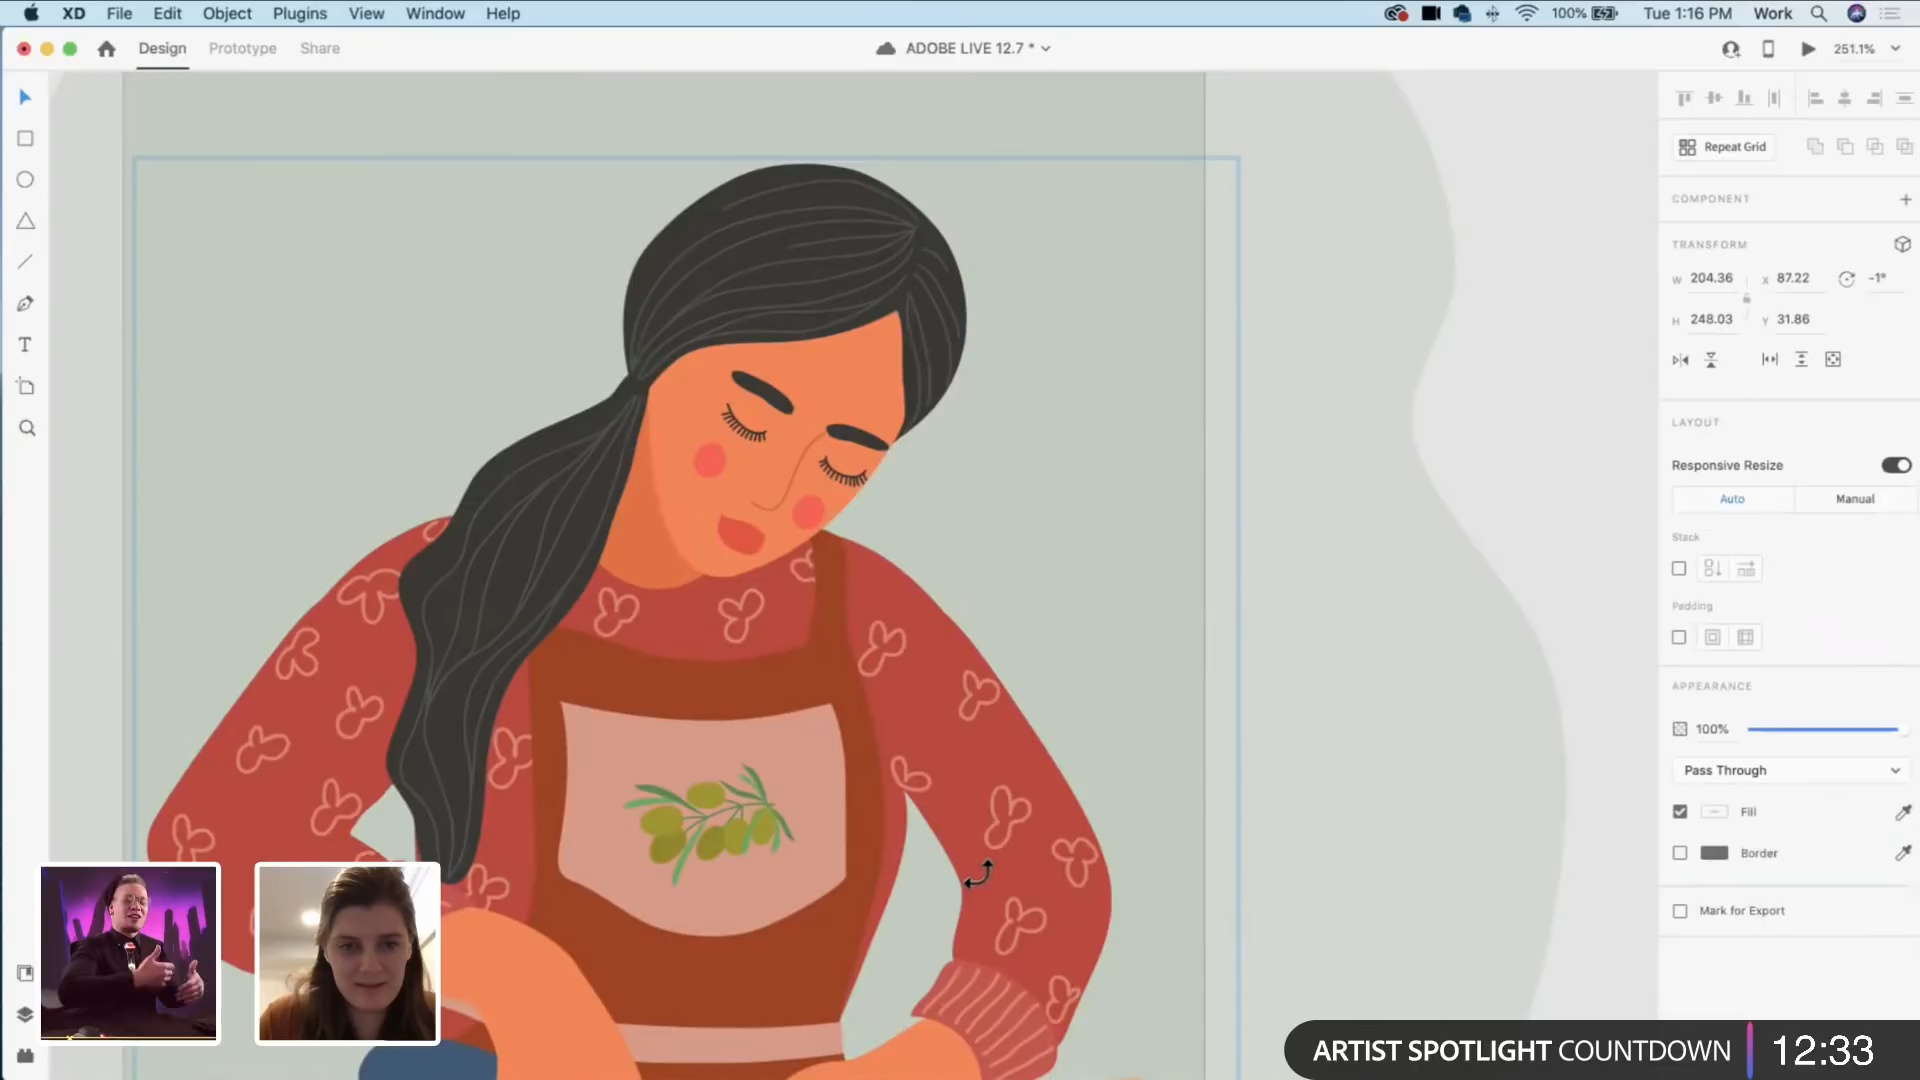 XD File Edit Object Plugins View Window Help
100% Tue 1:16 PM Work
Design Prototype Share
ADOBE LIVE 12.7 *
251.1%
Repeat Grid
COMPONENT
TRANSFORM
W 204.36 X 87.22 -1°
H 248.03 Y 31.86
LAYOUT
Responsive Resize
Auto Manual
Stack
Padding
APPEARANCE
100%
Pass Through
Fill
Border
Mark for Export
T
ARTIST SPOTLIGHT COUNTDOWN 12:33